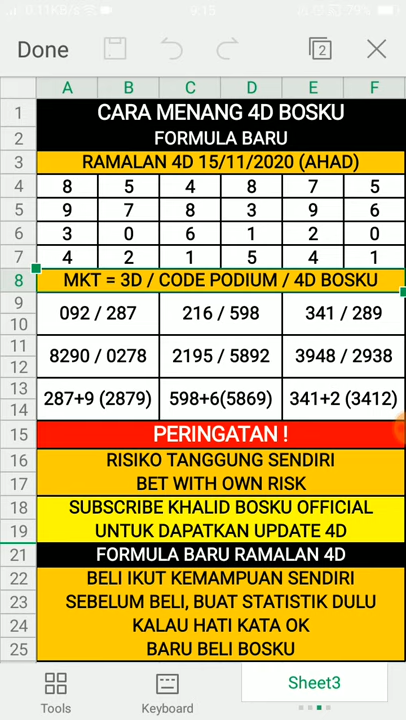 0.11KB/s 9:15 79%
Done 2
A B C D E F
1 CARA MENANG 4D BOSKU
2 FORMULA BARU
3 RAMALAN 4D 15/11/2020 (AHAD)
4 8 5 4 8 7 5
5 9 7 8 3 9 6
6 3 0 6 1 2 0
7 4 2 1 5 4 1
8 MKT = 3D / CODE PODIUM / 4D BOSKU
9
092 / 287 216 / 598 341 / 289
10
11
8290 / 0278 2195 / 5892 3948 / 2938
12
13
287+9 (2879) 598+6(5869) 341+2 (3412)
14
15 PERINGATAN !
16 RISIKO TANGGUNG SENDIRI
17 BET WITH OWN RISK
18 SUBSCRIBE KHALID BOSKU OFFICIAL
19 UNTUK DAPATKAN UPDATE 4D
21 FORMULA BARU RAMALAN 4D
22 BELI IKUT KEMAMPUAN SENDIRI
23 SEBELUM BELI, BUAT STATISTIK DULU
24 KALAU HATI KATA OK
25 BARU BELI BOSKU
Tools Keyboard Sheet3